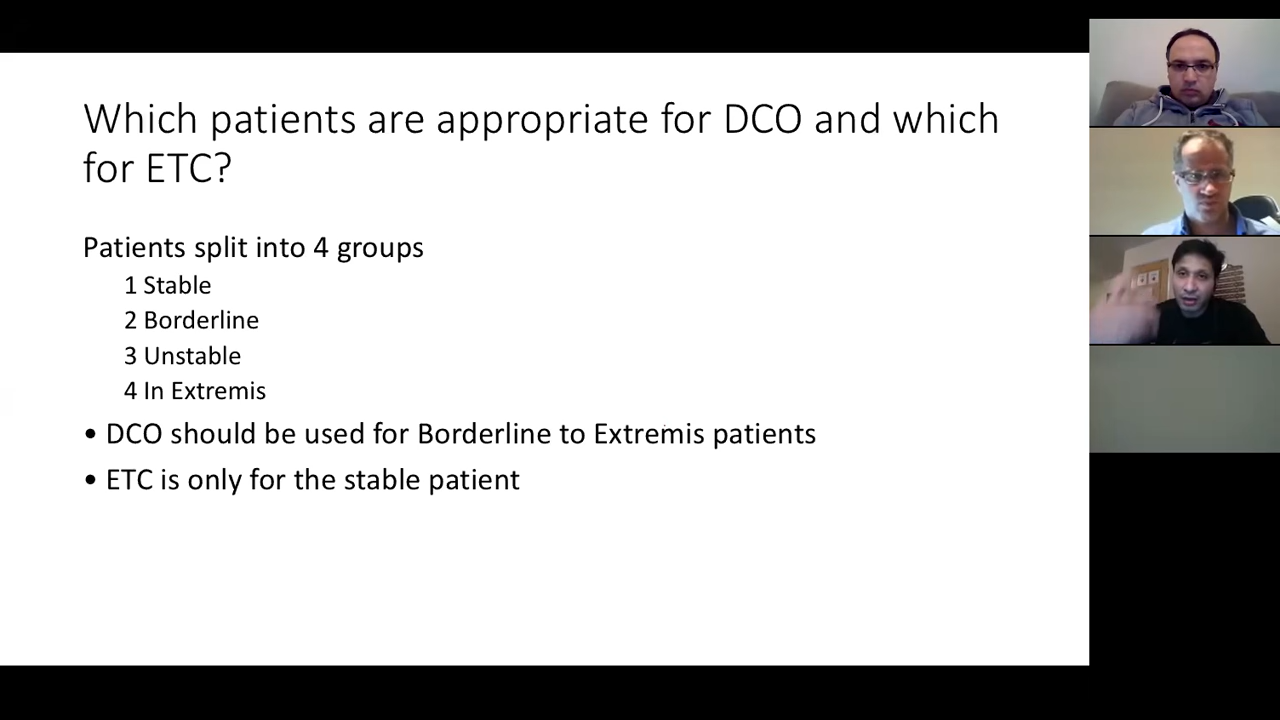 Which patients are appropriate for DCO and which
for ETC?
Patients split into 4 groups
1 Stable
2 Borderline
3 Unstable
4 In Extremis
• DCO should be used for Borderline to Extremis patients
• ETC is only for the stable patient